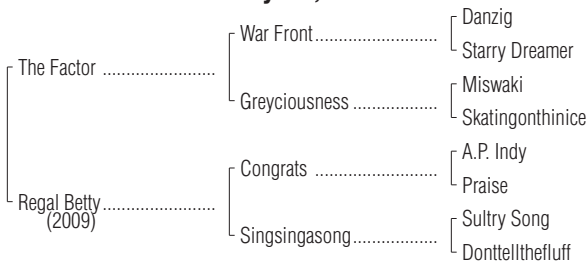 Danzig
War Front
Starry Dreamer
The Factor
Miswaki
Greyciousness
Skatingonthinice
A.P. Indy
Congrats
Praise
Regal Betty
(2009)
Sultry Song
Singsingasong
Donttellthefluff